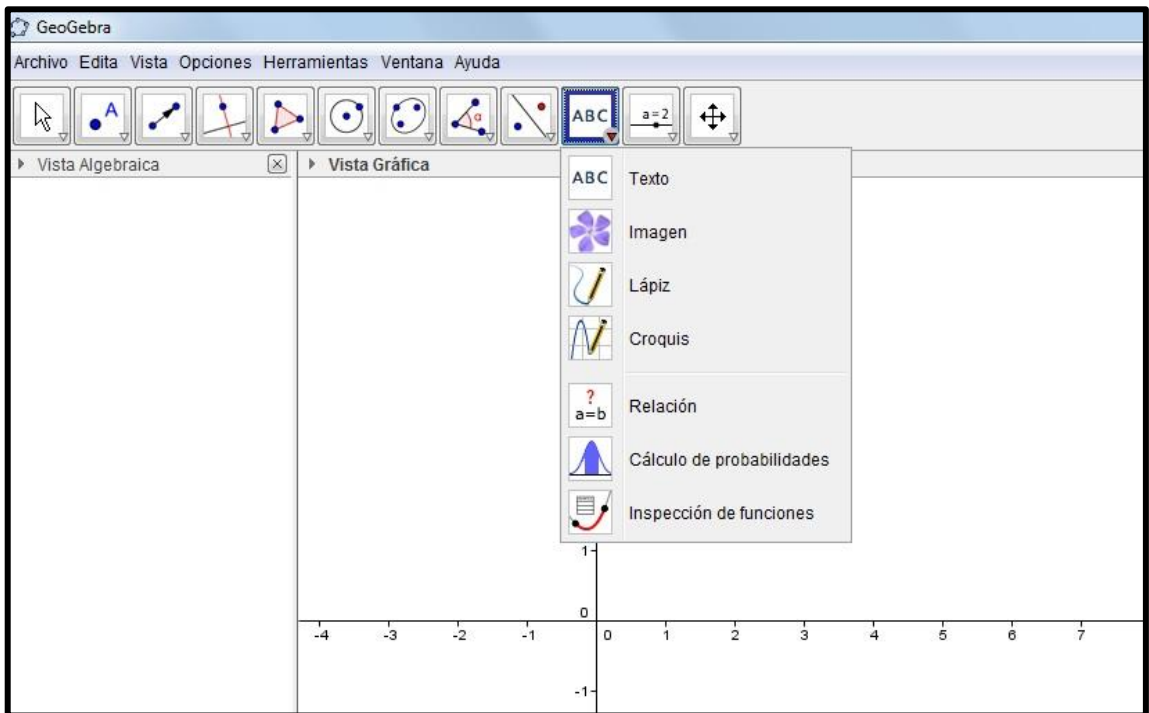 GeoGebra
Archivo Edita Vista Opciones Herramientas Ventana Ayuda
A α ABC a=2
Vista Algebraica
Vista Gráfica
ABC Texto
Imagen
Lápiz
Croquis
? a=b Relación
Cálculo de probabilidades
Inspección de funciones
1
0
-4 -3 -2 -1 0 1 2 3 4 5 6 7
-1